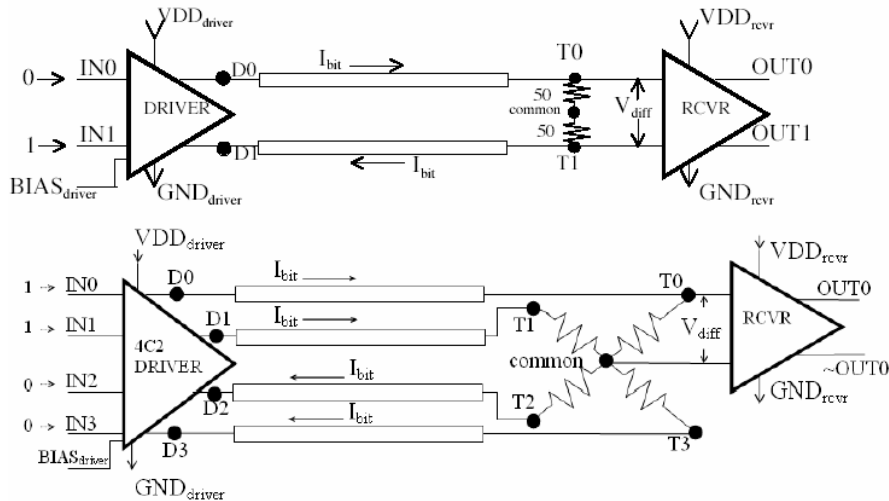 VDDdriver
VDDrcvr
0 IN0 D0 Ibit T0 OUT0
DRIVER 50 common 50 Vdiff RCVR
1 IN1 D1 Ibit T1 OUT1
BIASdriver GNDdriver GNDrcvr
VDDdriver VDDrcvr
1 IN0 D0 Ibit T0 OUT0
1 IN1 D1 Ibit T1 Vdiff RCVR
4C2 DRIVER common
0 IN2 D2 Ibit T2 ~OUT0
0 IN3 D3 Ibit T3 GNDrcvr
BIASdriver
GNDdriver